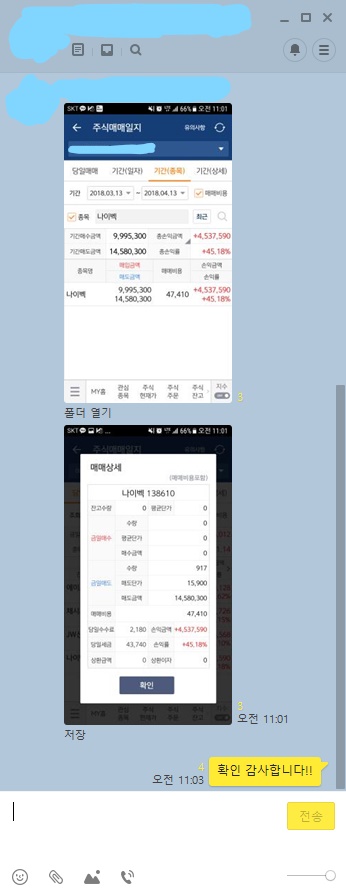 SKT 66% 오전 11:01
주식매매일지 유의사항
당일매매 기간(일자) 기간(종목) 기간(상세)
기간 2018.03.13 ~ 2018.04.13 매매비용
종목 나이벡 최근
기간매수금액 9,995,300 총손익금액 +4,537,590
기간매도금액 14,580,300 총손익률 +45.18%
종목명 매입금액 매도금액 매매비용 손익금액 손익률
나이벡 9,995,300 14,580,300 47,410 +4,537,590 +45.18%
MY홈 관심종목 주식현재가 주식주문 주식잔고 지수
3
폴더 열기
SKT 66% 오전 11:01
주식매매일지
매매상세
(매매비용포함)
나이벡 138610
잔고수량 0 평균단가 0
금일매수 수량 0
평균단가 0
매수금액 0
금일매도 수량 917
매도단가 15,900
매도금액 14,580,300
매매비용 47,410
당일수수료 2,180 손익금액 +4,537,590
당일세금 43,740 손익률 +45.18%
상환금액 0 상환이자 0
확인
3
오전 11:01
저장
4
오전 11:03
확인 감사합니다!!
전송